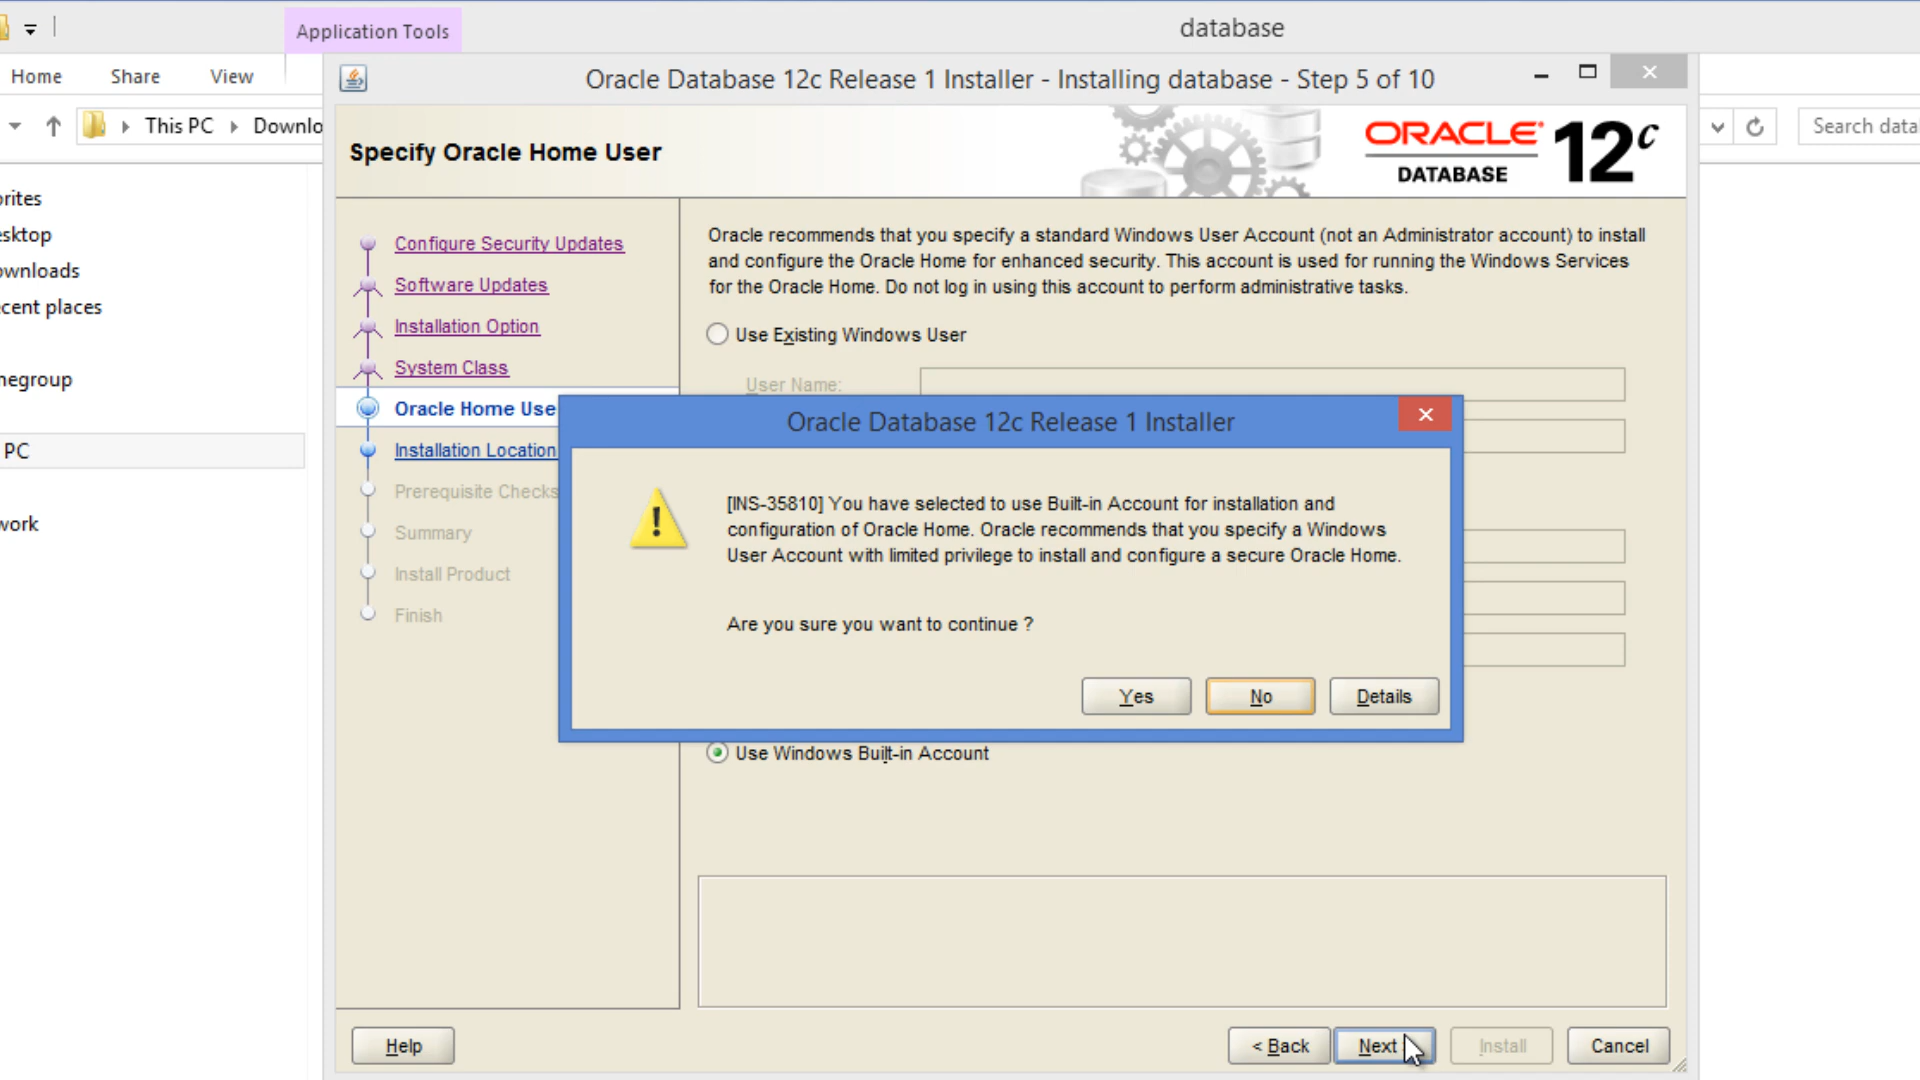 Application Tools
database
Home
Share
View
Oracle Database 12c Release 1 Installer - Installing database - Step 5 of 10
This PC
Downlo
Search data
Specify Oracle Home User
ORACLE
DATABASE
12c
orites
esktop
ownloads
ecent places
megroup
PC
work
Configure Security Updates
Software Updates
Installation Option
System Class
Oracle Home Use
Installation Location
Prerequisite Checks
Summary
Install Product
Finish
Oracle recommends that you specify a standard Windows User Account (not an Administrator account) to install
and configure the Oracle Home for enhanced security. This account is used for running the Windows Services
for the Oracle Home. Do not log in using this account to perform administrative tasks.
Use Existing Windows User
User Name:
Oracle Database 12c Release 1 Installer
[INS-35810] You have selected to use Built-in Account for installation and
configuration of Oracle Home. Oracle recommends that you specify a Windows
User Account with limited privilege to install and configure a secure Oracle Home.
Are you sure you want to continue ?
Yes
No
Details
Use Windows Built-in Account
Help
< Back
Next
Install
Cancel